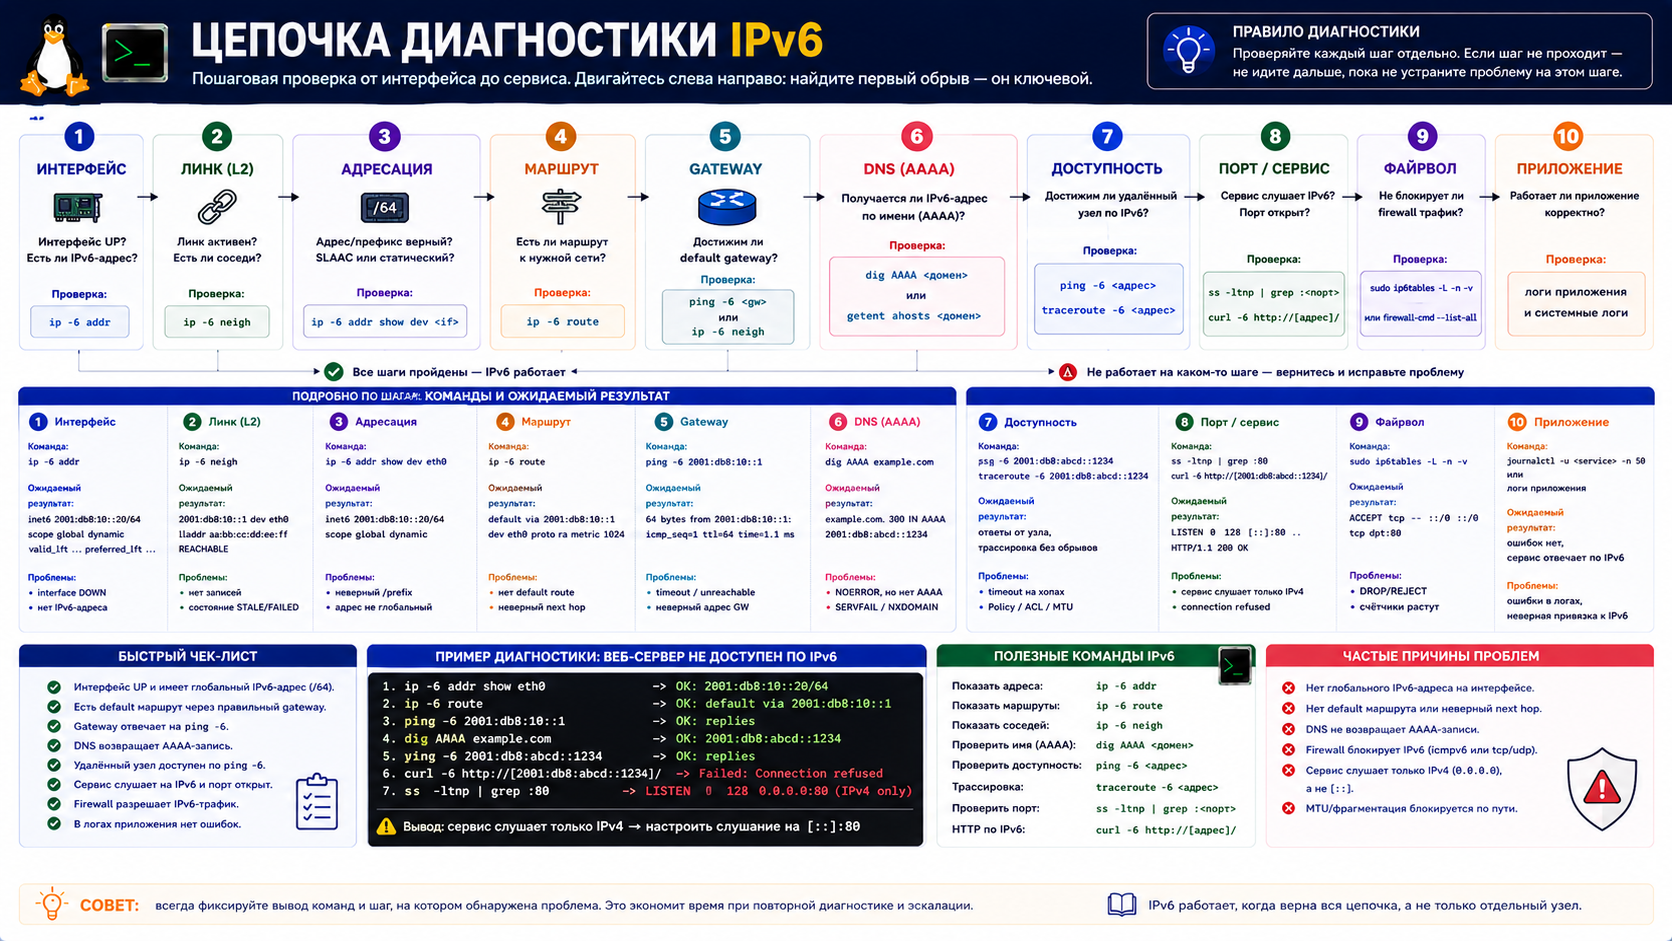 ЦЕПОЧКА ДИАГНОСТИКИ IPv6
Пошаговая проверка от интерфейса до сервиса. Двигайтесь слева направо: найдите первый обрыв — он ключевой.
ПРАВИЛО ДИАГНОСТИКИ
Проверяйте каждый шаг отдельно. Если шаг не проходит —
не идите дальше, пока не устраните проблему на этом шаге.
>_
1
ИНТЕРФЕЙС
Интерфейс UP?
Есть ли IPv6-адрес?
Проверка:
ip -6 addr
2
ЛИНК (L2)
Линк активен?
Есть ли соседи?
Проверка:
ip -6 neigh
3
АДРЕСАЦИЯ
/64
Адрес/префикс верный?
SLAAC или статический?
Проверка:
ip -6 addr show dev <if>
4
МАРШРУТ
Есть ли маршрут
к нужной сети?
Проверка:
ip -6 route
5
GATEWAY
Достижим ли
default gateway?
Проверка:
ping -6 <gw>
или
ip -6 neigh
6
DNS (AAAA)
Получается ли IPv6-адрес
по имени (AAAA)?
Проверка:
dig AAAA <домен>
или
getent ahosts <домен>
7
ДОСТУПНОСТЬ
Достижим ли удалённый
узел по IPv6?
Проверка:
ping -6 <адрес>
traceroute -6 <адрес>
8
ПОРТ / СЕРВИС
Сервис слушает IPv6?
Порт открыт?
Проверка:
ss -ltnp | grep :<порт>
curl -6 http://[адрес]/
9
ФАЙРВОЛ
Не блокирует ли
firewall трафик?
Проверка:
sudo ip6tables -L -n -v
или firewall-cmd --list-all
10
ПРИЛОЖЕНИЕ
Работает ли приложение
корректно?
Проверка:
логи приложения
и системные логи
Все шаги пройдены — IPv6 работает
Не работает на каком-то шаге — вернитесь и исправьте проблему
ПОДРОБНО ПО КОМАНДЫ И ОЖИДАЕМЫЙ РЕЗУЛЬТАТ
1 Интерфейс
Команда:
ip -6 addr
Ожидаемый
результат:
inet6 2001:db8:10::20/64
scope global dynamic
valid_lft ... preferred_lft ...
Проблемы:
• interface DOWN
• нет IPv6-адреса
2 Линк (L2)
Команда:
ip -6 neigh
Ожидаемый
результат:
2001:db8:10::1 dev eth0
lladdr aa:bb:cc:dd:ee:ff
REACHABLE
Проблемы:
• нет записей
• состояние STALE/FAILED
3 Адресация
Команда:
ip -6 addr show dev eth0
Ожидаемый
результат:
inet6 2001:db8:10::20/64
scope global dynamic
Проблемы:
• неверный /prefix
• адрес не глобальный
4 Маршрут
Команда:
ip -6 route
Ожидаемый
результат:
default via 2001:db8:10::1
dev eth0 proto ra metric 1024
Проблемы:
• нет default route
• неверный next hop
5 Gateway
Команда:
ping -6 2001:db8:10::1
Ожидаемый
результат:
64 bytes from 2001:db8:10::1:
icmp_seq=1 ttl=64 time=1.1 ms
Проблемы:
• timeout / unreachable
• неверный адрес GW
6 DNS (AAAA)
Команда:
dig AAAA example.com
Ожидаемый
результат:
example.com. 300 IN AAAA
2001:db8:abcd::1234
Проблемы:
• NOERROR, но нет AAAA
• SERVFAIL / NXDOMAIN
7 Доступность
Команда:
-6 2001:db8:abcd::1234
traceroute -6 2001:db8:abcd::1234
Ожидаемый
результат:
ответы от узла,
трассировка без обрывов
Проблемы:
• timeout на хопах
• Policy / ACL / MTU
8 Порт / сервис
Команда:
ss -ltnp | grep :80
curl -6 http://[2001:db8:abcd::1234]/
Ожидаемый
результат:
LISTEN 0 128 [::]:80 ..
HTTP/1.1 200 OK
Проблемы:
• сервис слушает только IPv4
• connection refused
9 Файрвол
Команда:
sudo ip6tables -L -n -v
Ожидаемый
результат:
ACCEPT tcp -- ::/0 ::/0
tcp dpt:80
Проблемы:
• DROP/REJECT
• счётчики растут
10 Приложение
Команда:
journalctl -u <service> -n 50
или
логи приложения
Ожидаемый
результат:
ошибок нет,
сервис отвечает по IPv6
Проблемы:
ошибки в логах,
неверная привязка к IPv6
БЫСТРЫЙ ЧЕК-ЛИСТ
Интерфейс UP и имеет глобальный IPv6-адрес (/64).
Есть default маршрут через правильный gateway.
Gateway отвечает на ping -6.
DNS возвращает AAAA-запись.
Удалённый узел доступен по ping -6.
Сервис слушает на IPv6 и порт открыт.
Firewall разрешает IPv6-трафик.
В логах приложения нет ошибок.
ПРИМЕР ДИАГНОСТИКИ: ВЕБ-СЕРВЕР НЕ ДОСТУПЕН ПО IPv6
1. ip -6 addr show eth0 -> OK: 2001:db8:10::20/64
2. ip -6 route -> OK: default via 2001:db8:10::1
3. ping -6 2001:db8:10::1 -> OK: replies
4. dig AAAA example.com -> OK: 2001:db8:abcd::1234
5. ying -6 2001:db8:abcd::1234 -> OK: replies
6. curl -6 http://[2001:db8:abcd::1234]/ -> Failed: Connection refused
7. ss -ltnp | grep :80 -> LISTEN 0 128 0.0.0.0:80 (IPv4 only)
Вывод: сервис слушает только IPv4 → настроить слушание на [::]:80
ПОЛЕЗНЫЕ КОМАНДЫ IPv6
>_
Показать адреса: ip -6 addr
Показать маршруты: ip -6 route
Показать соседей: ip -6 neigh
Проверить имя (AAAA): dig AAAA <домен>
Проверить доступность: ping -6 <адрес>
Трассировка: traceroute -6 <адрес>
Проверить порт: ss -ltnp | grep :<порт>
HTTP по IPv6: curl -6 http://[адрес]/
ЧАСТЫЕ ПРИЧИНЫ ПРОБЛЕМ
Нет глобального IPv6-адреса на интерфейсе.
Нет default маршрута или неверный next hop.
DNS не возвращает AAAA-записи.
Firewall блокирует IPv6 (icmpv6 или tcp/udp).
Сервис слушает только IPv4 (0.0.0.0),
а не [::].
MTU/фрагментация блокируется по пути.
СОВЕТ: всегда фиксируйте вывод команд и шаг, на котором обнаружена проблема. Это экономит время при повторной диагностике и эскалации.
IPv6 работает, когда верна вся цепочка, а не только отдельный узел.